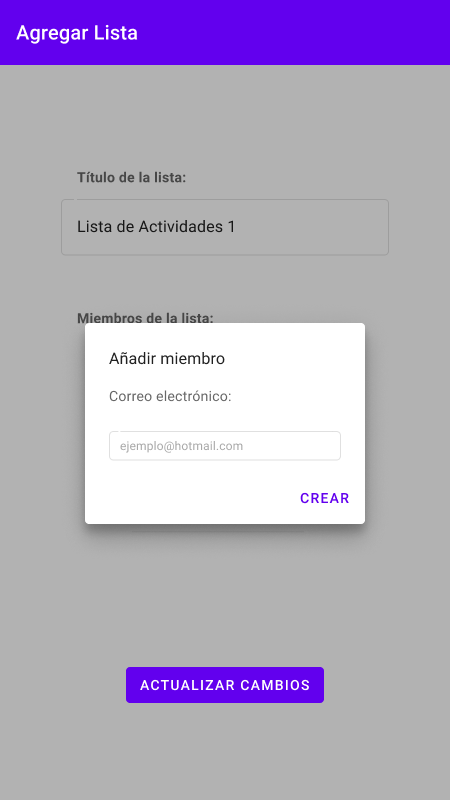 Agregar Lista
Título de la lista:
Lista de Actividades 1
Miembros de la lista:
Añadir miembro
Correo electrónico:
ejemplo@hotmail.com
CREAR
ACTUALIZAR CAMBIOS